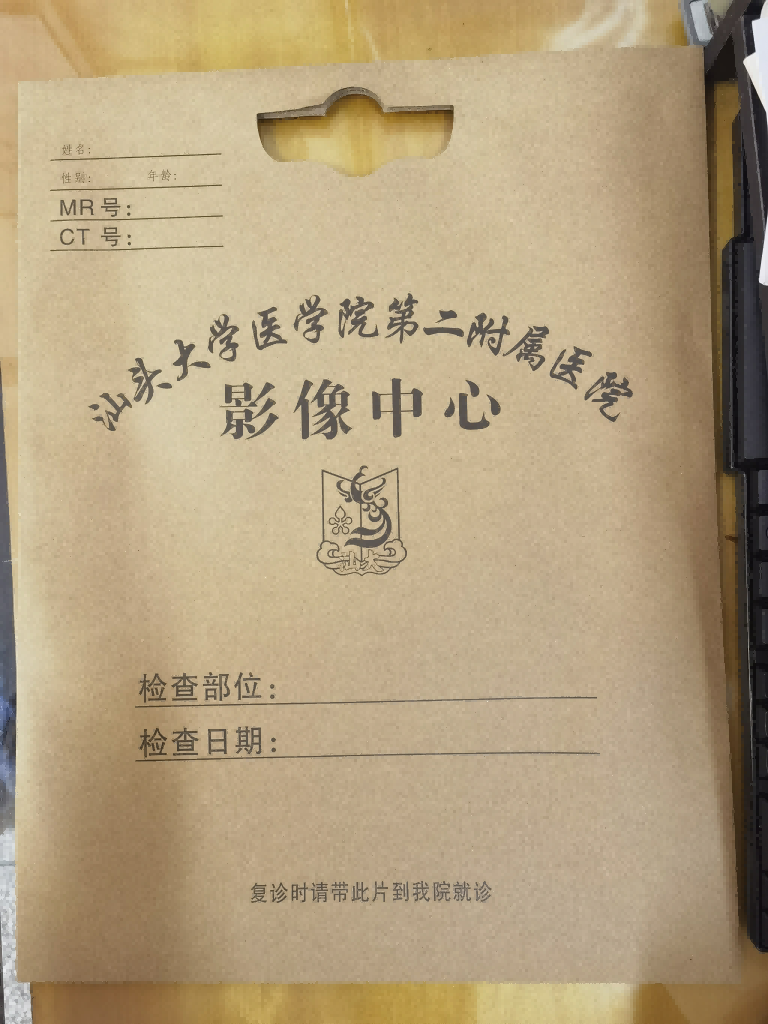 姓名:
性别: 年龄:
MR号:
CT 号:
汕头大学医学院第二附属医院
影像中心
汕大
检查部位:
检查日期:
复诊时请带此片到我院就诊